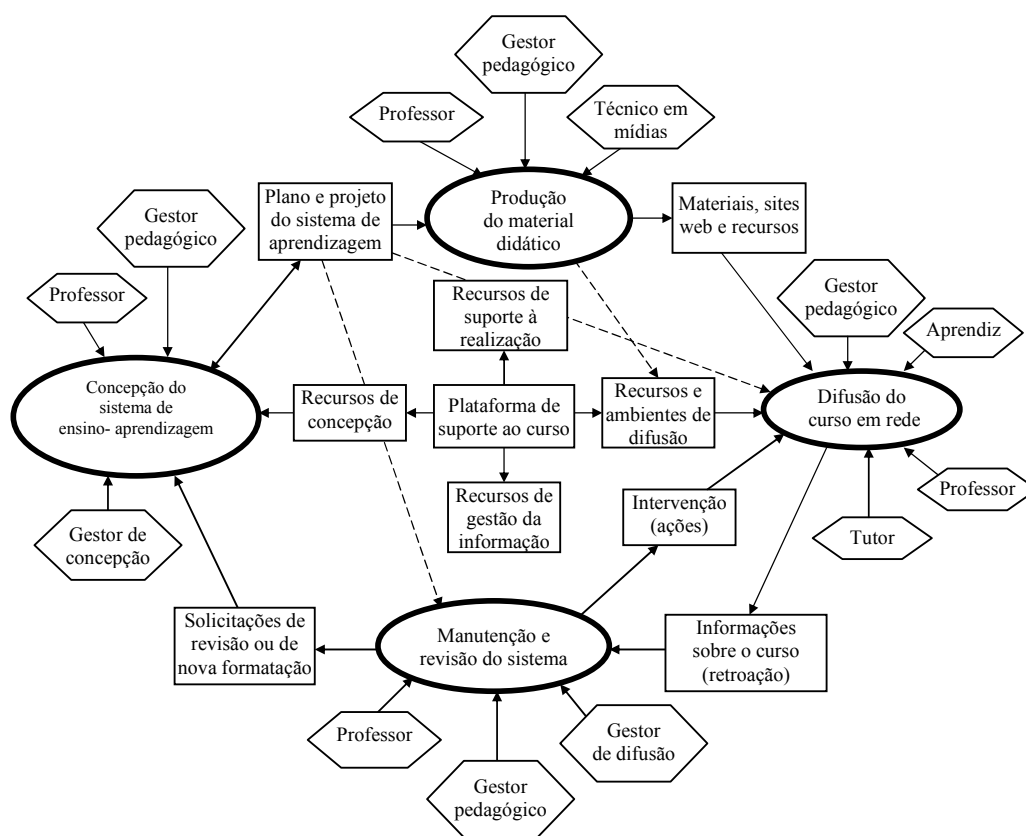 Gestor
pedagógico
Professor
Técnico em
mídias
Plano e projeto
do sistema de
aprendizagem
Produção
do material
didático
Materiais, sites
web e recursos
Gestor
pedagógico
Professor
Gestor
pedagógico
Aprendiz
Recursos de
suporte à
realização
Concepção do
sistema de
ensino- aprendizagem
Recursos de
concepção
Plataforma de
suporte ao curso
Recursos e
ambientes de
difusão
Difusão do
curso em rede
Gestor de
concepção
Recursos de
gestão da
informação
Intervenção
(ações)
Professor
Tutor
Solicitações de
revisão ou de
nova formatação
Manutenção e
revisão do sistema
Informações
sobre o curso
(retroação)
Professor
Gestor
pedagógico
Gestor
de difusão